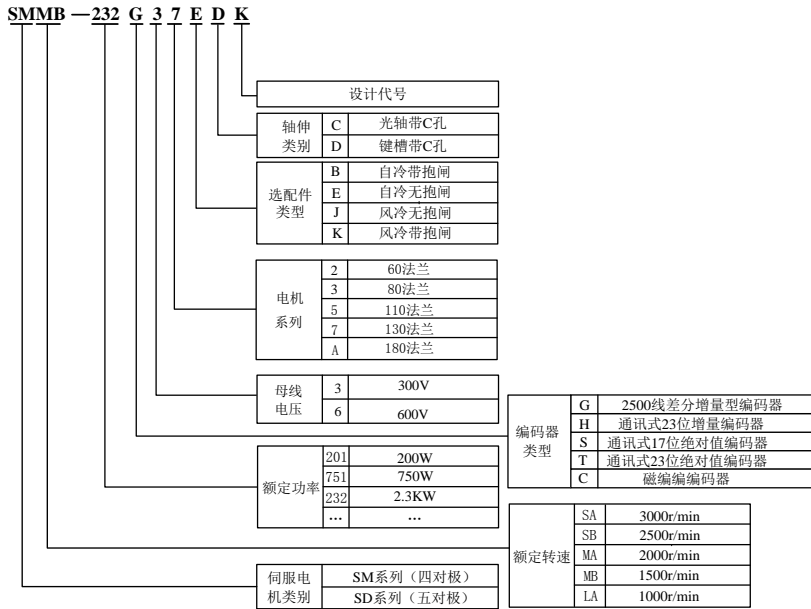 SMMB—232 G 3 7 E D K
设计代号
轴伸类别
C 光轴带C孔
D 键槽带C孔
选配件类型
B 自冷带抱闸
E 自冷无抱闸
J 风冷无抱闸
K 风冷带抱闸
电机系列
2 60法兰
3 80法兰
5 110法兰
7 130法兰
A 180法兰
母线电压
3 300V
6 600V
编码器类型
G 2500线差分增量型编码器
H 通讯式23位增量编码器
S 通讯式17位绝对值编码器
T 通讯式23位绝对值编码器
C 磁编编编码器
额定功率
201 200W
751 750W
232 2.3KW
… …
额定转速
SA 3000r/min
SB 2500r/min
MA 2000r/min
MB 1500r/min
LA 1000r/min
伺服电机类别
SM系列（四对极）
SD系列（五对极）